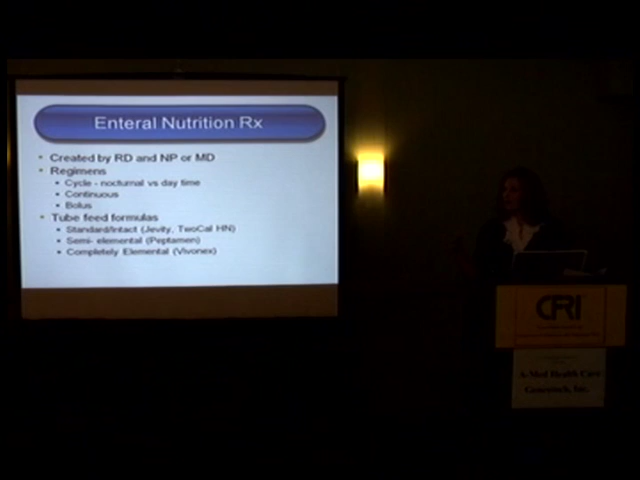 Enteral Nutrition Rx
• Created by RD and NP or MD
• Regimens
• Cycle - nocturnal vs day time
• Continuous
• Bolus
• Tube feed formulas
• Standard/Intact (Jevity, TwoCal HN)
• Semi- elemental (Peptamen)
• Completely Elemental (Vivonex)
CRI
A-Med Health Care